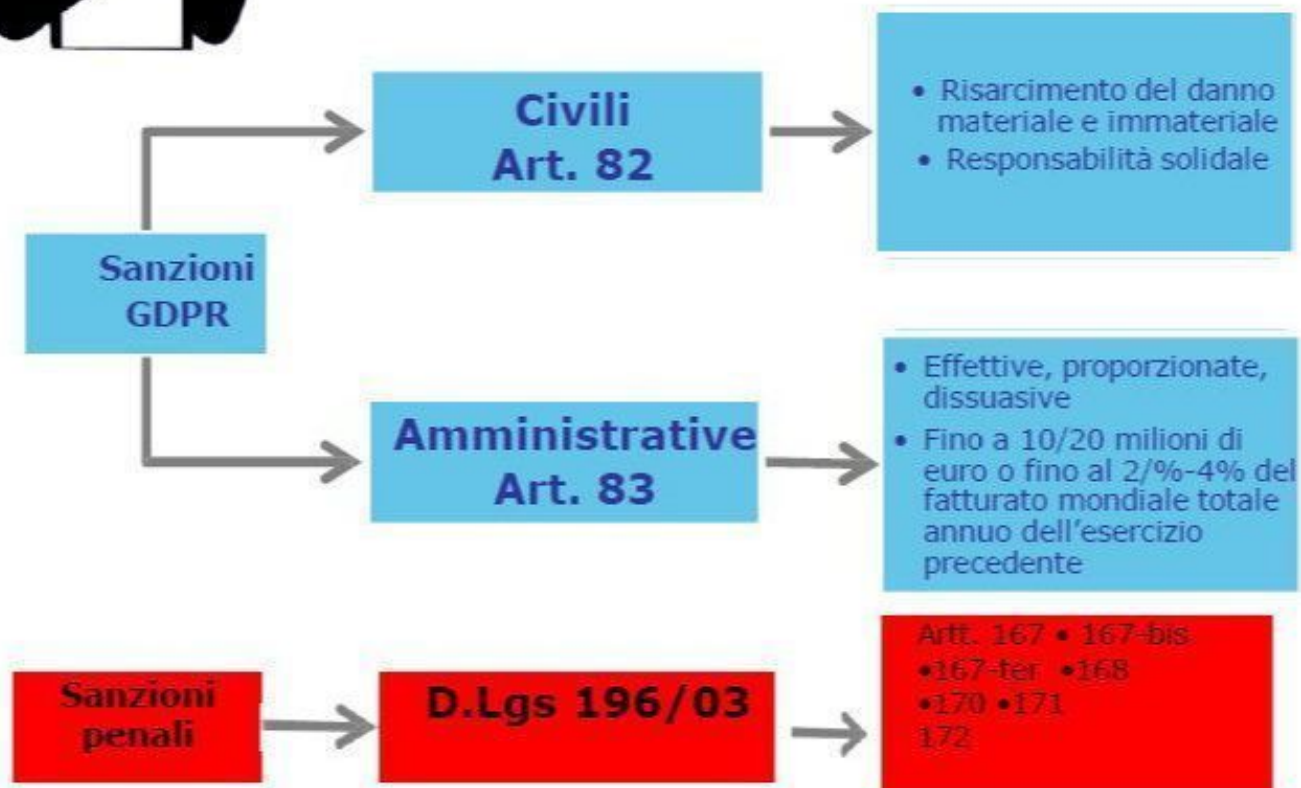 Civili
Art. 82
• Risarcimento del danno
materiale e immateriale
• Responsabilità solidale
Sanzioni
GDPR
Amministrative
Art. 83
• Effettive, proporzionate,
dissuasive
• Fino a 10/20 milioni di
euro o fino al 2/%-4% del
fatturato mondiale totale
annuo dell'esercizio
precedente
Sanzioni
penali
D.Lgs 196/03
Artt. 167 • 167-bis
•167-ter •168
•170 •171
172